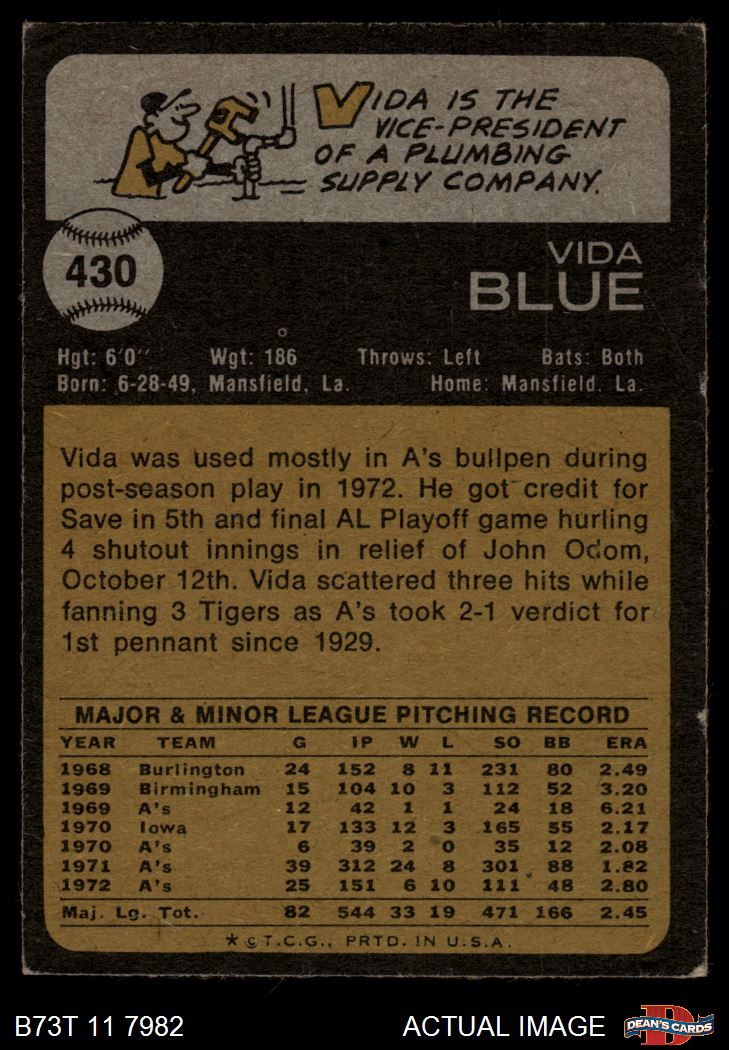 VIDA IS THE
VICE-PRESIDENT
OF A PLUMBING
SUPPLY COMPANY.
430
VIDA
BLUE
Hgt: 6'0" Wgt: 186 Throws: Left Bats: Both
Born: 6-28-49, Mansfield, La. Home: Mansfield, La.
Vida was used mostly in A's bullpen during
post-season play in 1972. He got credit for
Save in 5th and final AL Playoff game hurling
4 shutout innings in relief of John Odom,
October 12th. Vida scattered three hits while
fanning 3 Tigers as A's took 2-1 verdict for
1st pennant since 1929.
MAJOR & MINOR LEAGUE PITCHING RECORD
YEAR TEAM G IP W L SO BB ERA
1968 Burlington 24 152 8 11 231 80 2.49
1969 Birmingham 15 104 10 3 112 52 3.20
1969 A's 12 42 1 1 24 18 6.21
1970 Iowa 17 133 12 3 165 55 2.17
1970 A's 6 39 2 0 35 12 2.08
1971 A's 39 312 24 8 301 88 1.82
1972 A's 25 151 6 10 111 48 2.80
Maj. Lg. Tot. 82 544 33 19 471 166 2.45
*©T.C.G., PRTD. IN U.S.A.
B73T 11 7982 ACTUAL IMAGE D DEAN'S CARDS